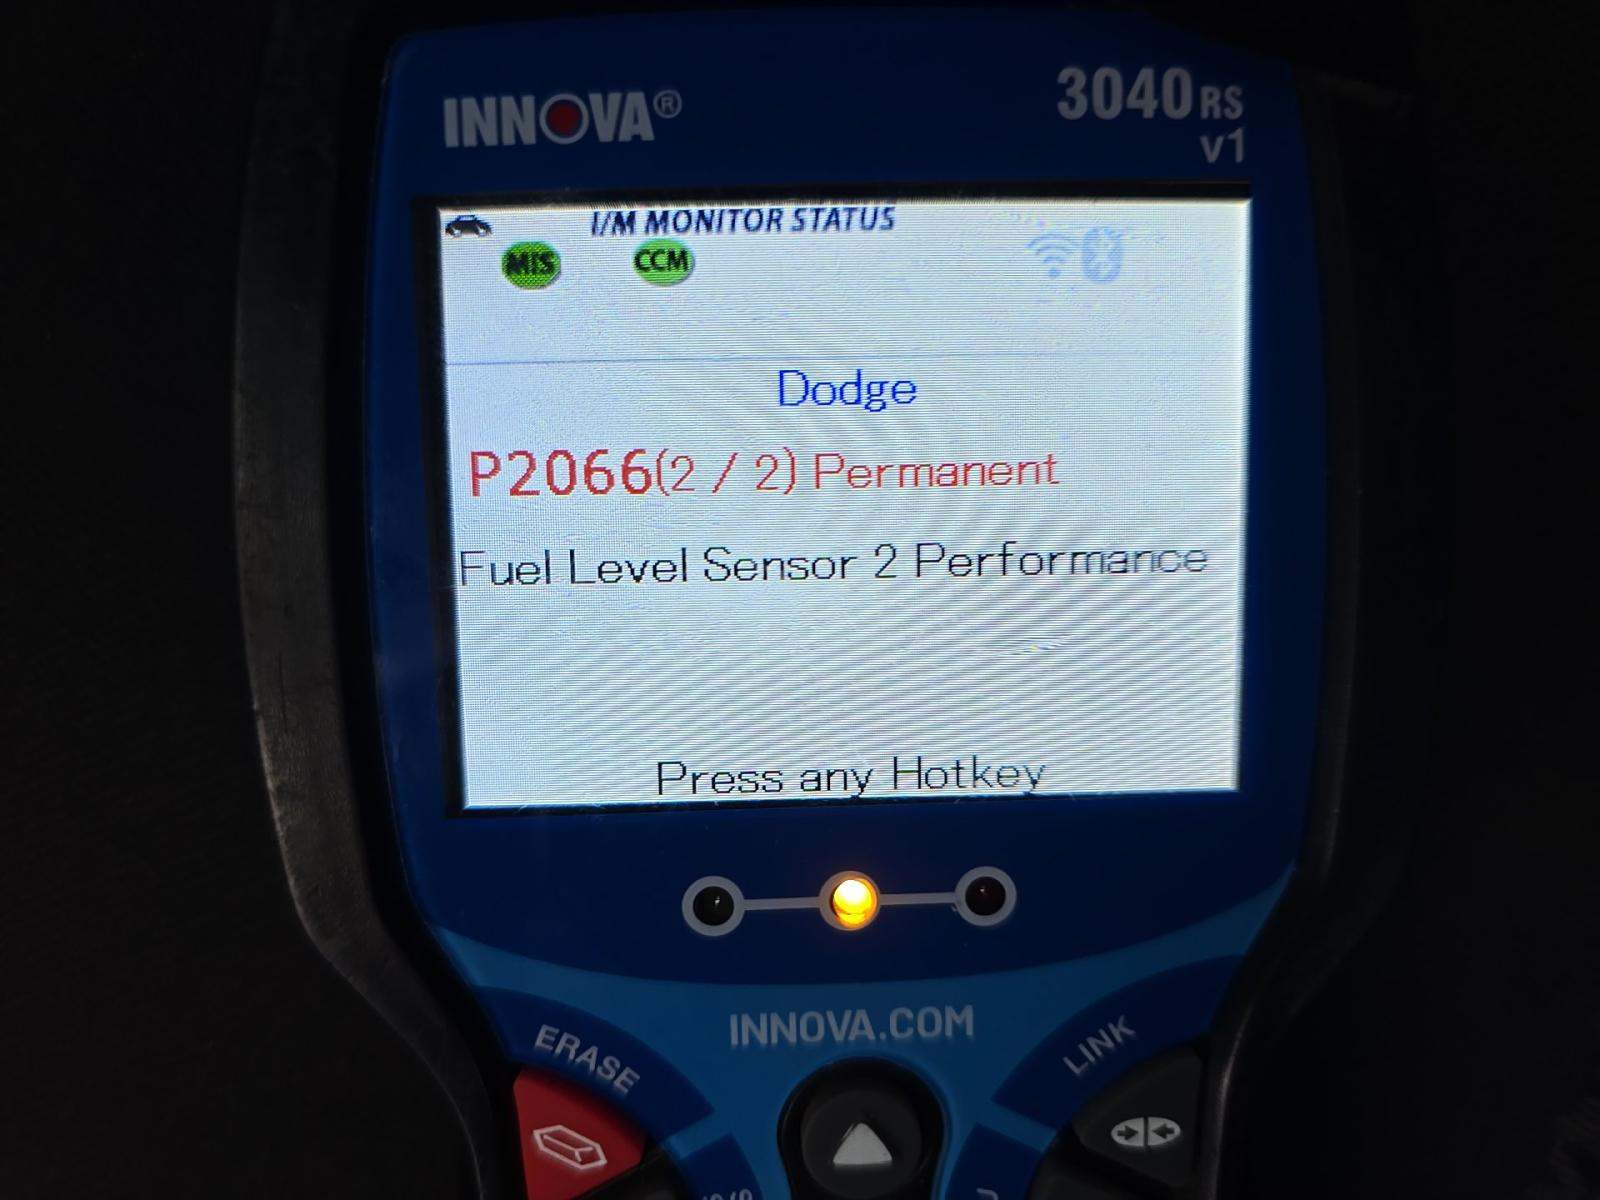 INNOVA®
3040RS
v1
I/M MONITOR STATUS
MIS CCM
Dodge
P2066(2 / 2) Permanent
Fuel Level Sensor 2 Performance
Press any Hotkey
INNOVA.COM
ERASE
LINK